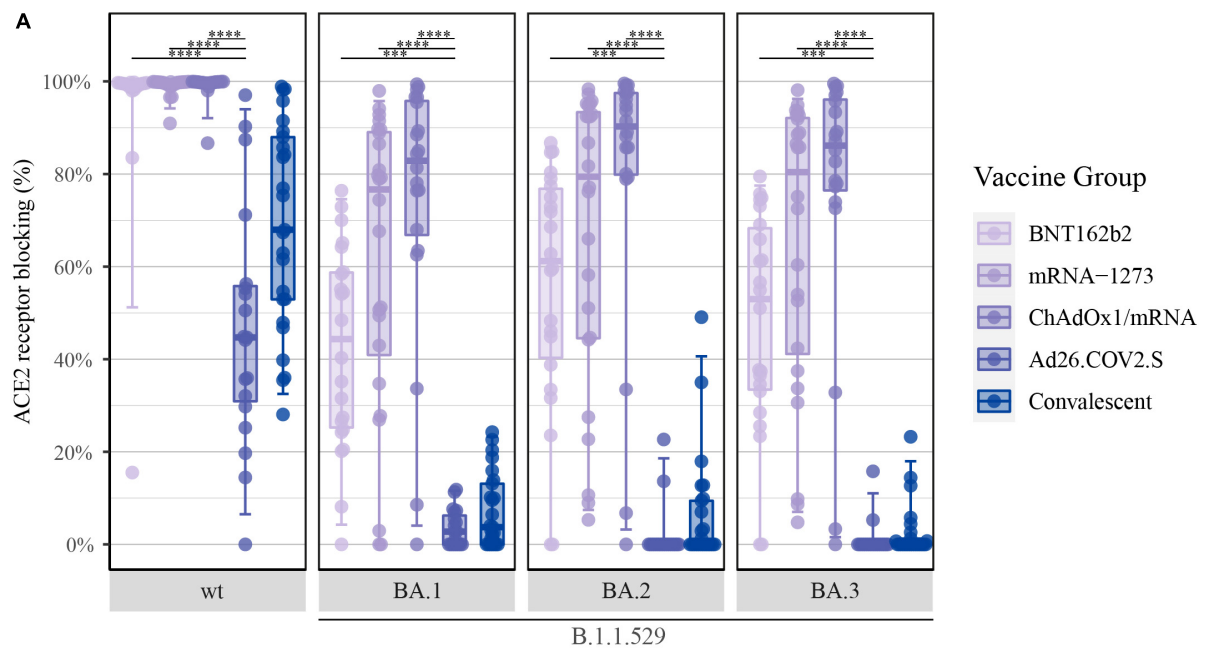 A
ACE2 receptor blocking (%)
100%
80%
60%
40%
20%
0%
****
****
****
****
****
***
****
****
***
****
****
***
wt
BA.1
BA.2
BA.3
B.1.1.529
Vaccine Group
BNT162b2
mRNA−1273
ChAdOx1/mRNA
Ad26.COV2.S
Convalescent